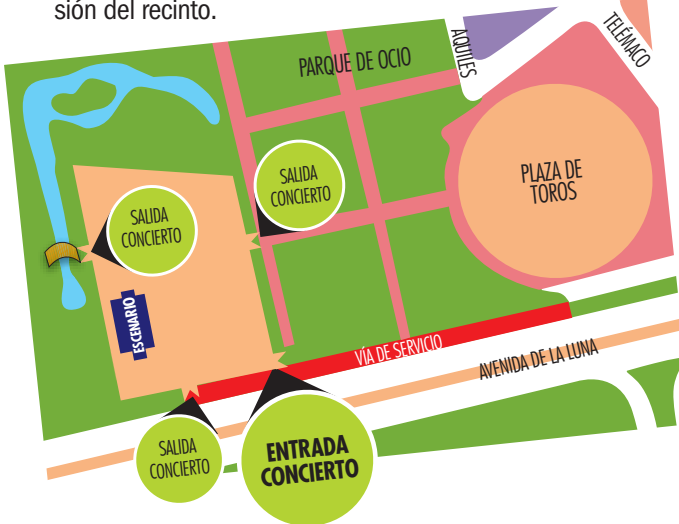 sión del recinto.
PARQUE DE OCIO
AQUILES
TELÉMACO
SALIDA
CONCIERTO
PLAZA DE
TOROS
SALIDA
CONCIERTO
ESCENARIO
VÍA DE SERVICIO
AVENIDA DE LA LUNA
SALIDA
CONCIERTO
ENTRADA
CONCIERTO